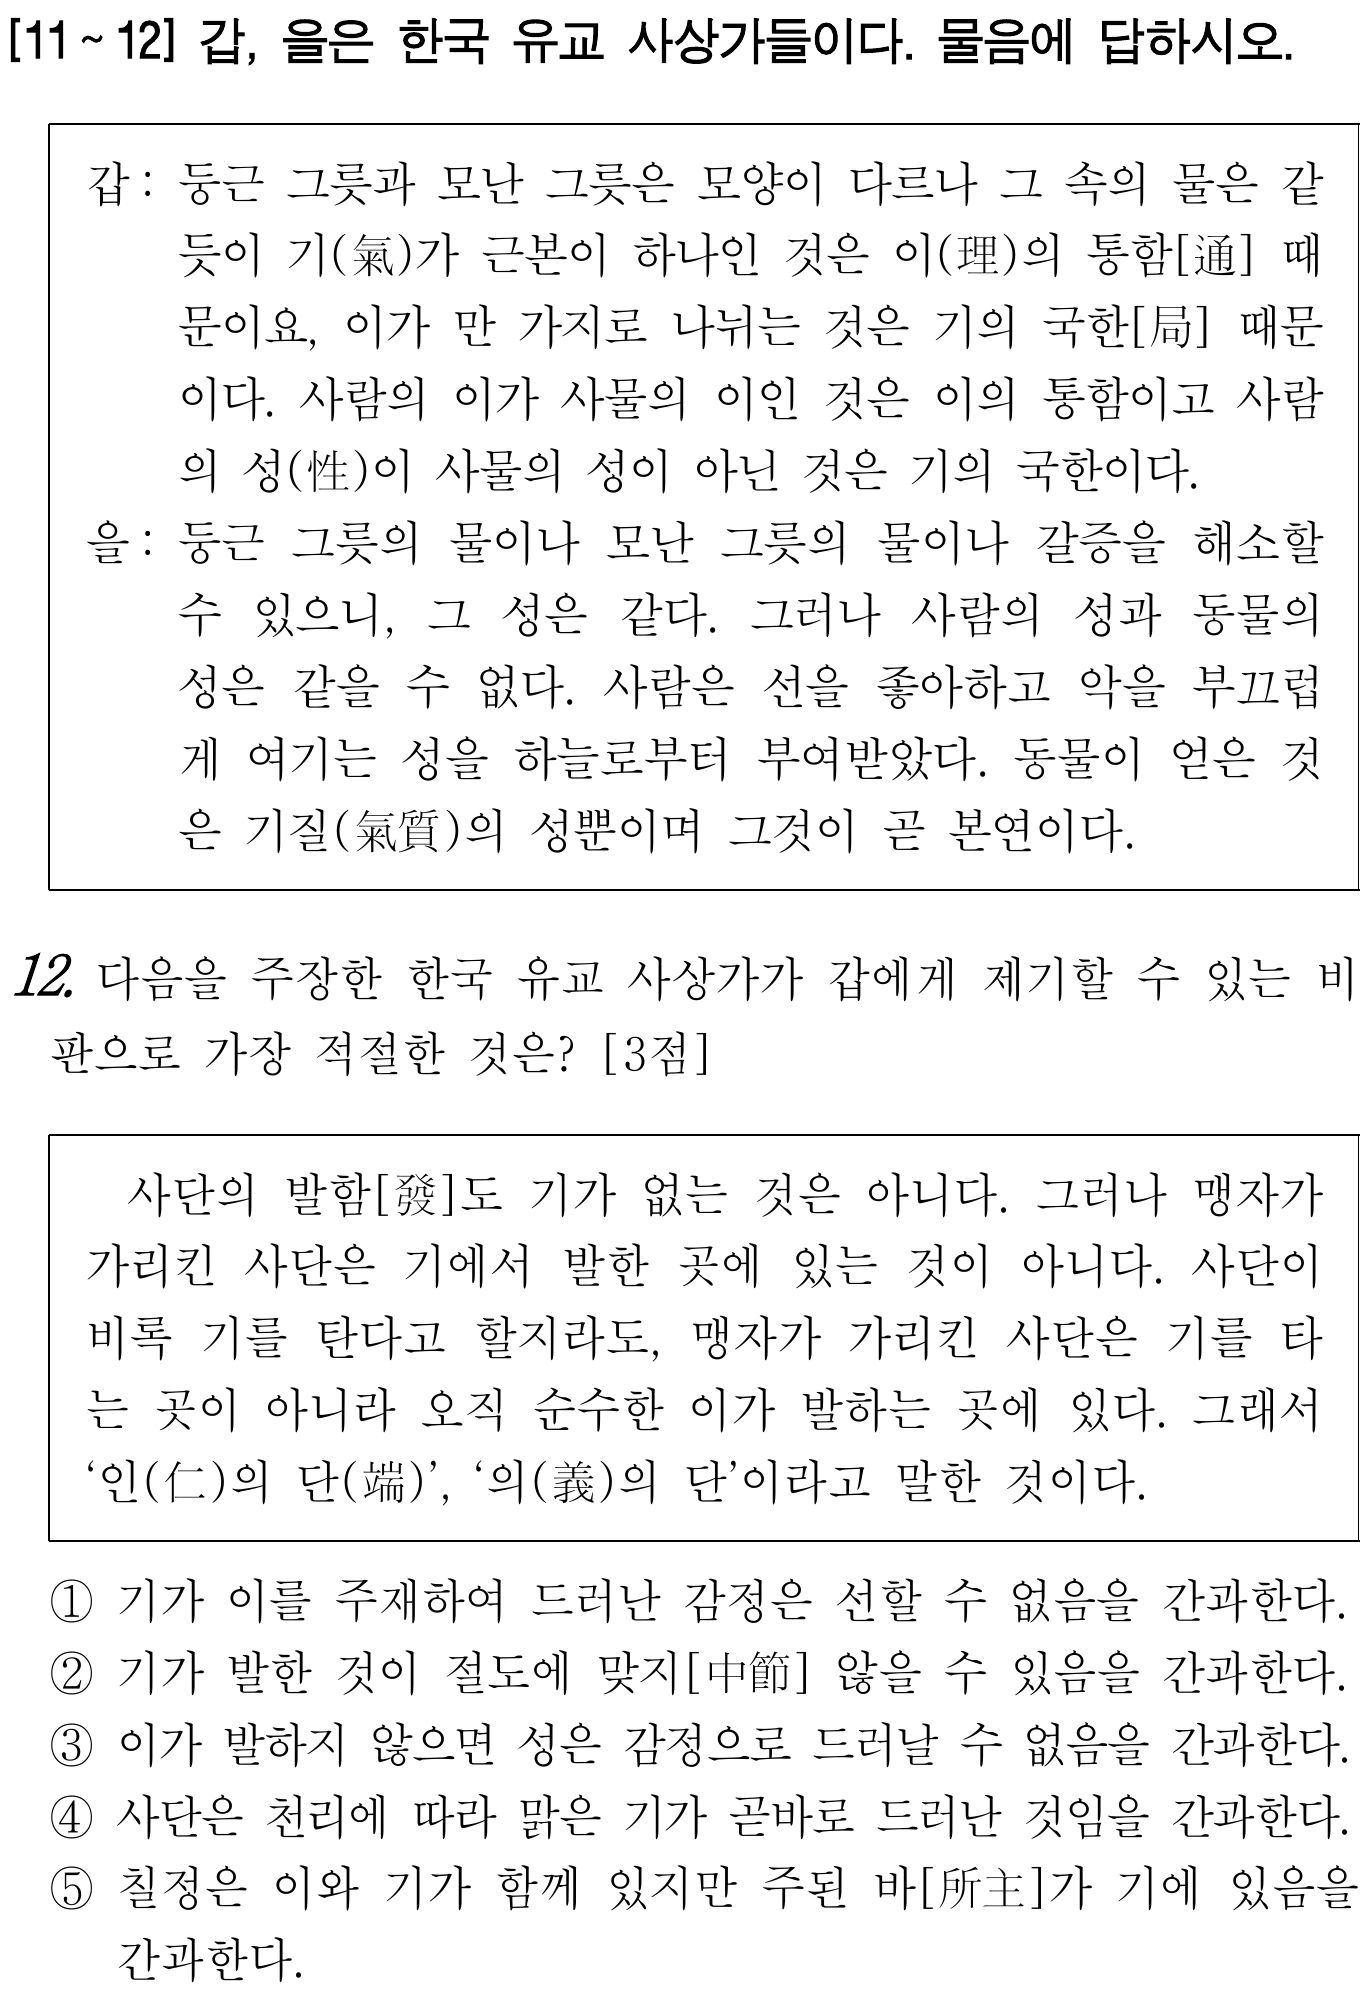 [11 ~ 12] 갑, 을은 한국 유교 사상가들이다. 물음에 답하시오.
갑 : 둥근 그릇과 모난 그릇은 모양이 다르나 그 속의 물은 같
듯이 기(氣)가 근본이 하나인 것은 이(理)의 통함[通] 때
문이요, 이가 만 가지로 나뉘는 것은 기의 국한[局] 때문
이다. 사람의 이가 사물의 이인 것은 이의 통함이고 사람
의 성(性)이 사물의 성이 아닌 것은 기의 국한이다.
을 : 둥근 그릇의 물이나 모난 그릇의 물이나 갈증을 해소할
수 있으니, 그 성은 같다. 그러나 사람의 성과 동물의
성은 같을 수 없다. 사람은 선을 좋아하고 악을 부끄럽
게 여기는 성을 하늘로부터 부여받았다. 동물이 얻은 것
은 기질(氣質)의 성뿐이며 그것이 곧 본연이다.
12. 다음을 주장한 한국 유교 사상가가 갑에게 제기할 수 있는 비
판으로 가장 적절한 것은? [3점]
사단의 발함[發]도 기가 없는 것은 아니다. 그러나 맹자가
가리킨 사단은 기에서 발한 곳에 있는 것이 아니다. 사단이
비록 기를 탄다고 할지라도, 맹자가 가리킨 사단은 기를 타
는 곳이 아니라 오직 순수한 이가 발하는 곳에 있다. 그래서
‘인(仁)의 단(端)’, ‘의(義)의 단’이라고 말한 것이다.
① 기가 이를 주재하여 드러난 감정은 선할 수 없음을 간과한다.
② 기가 발한 것이 절도에 맞지[中節] 않을 수 있음을 간과한다.
③ 이가 발하지 않으면 성은 감정으로 드러날 수 없음을 간과한다.
④ 사단은 천리에 따라 맑은 기가 곧바로 드러난 것임을 간과한다.
⑤ 칠정은 이와 기가 함께 있지만 주된 바[所主]가 기에 있음을
간과한다.